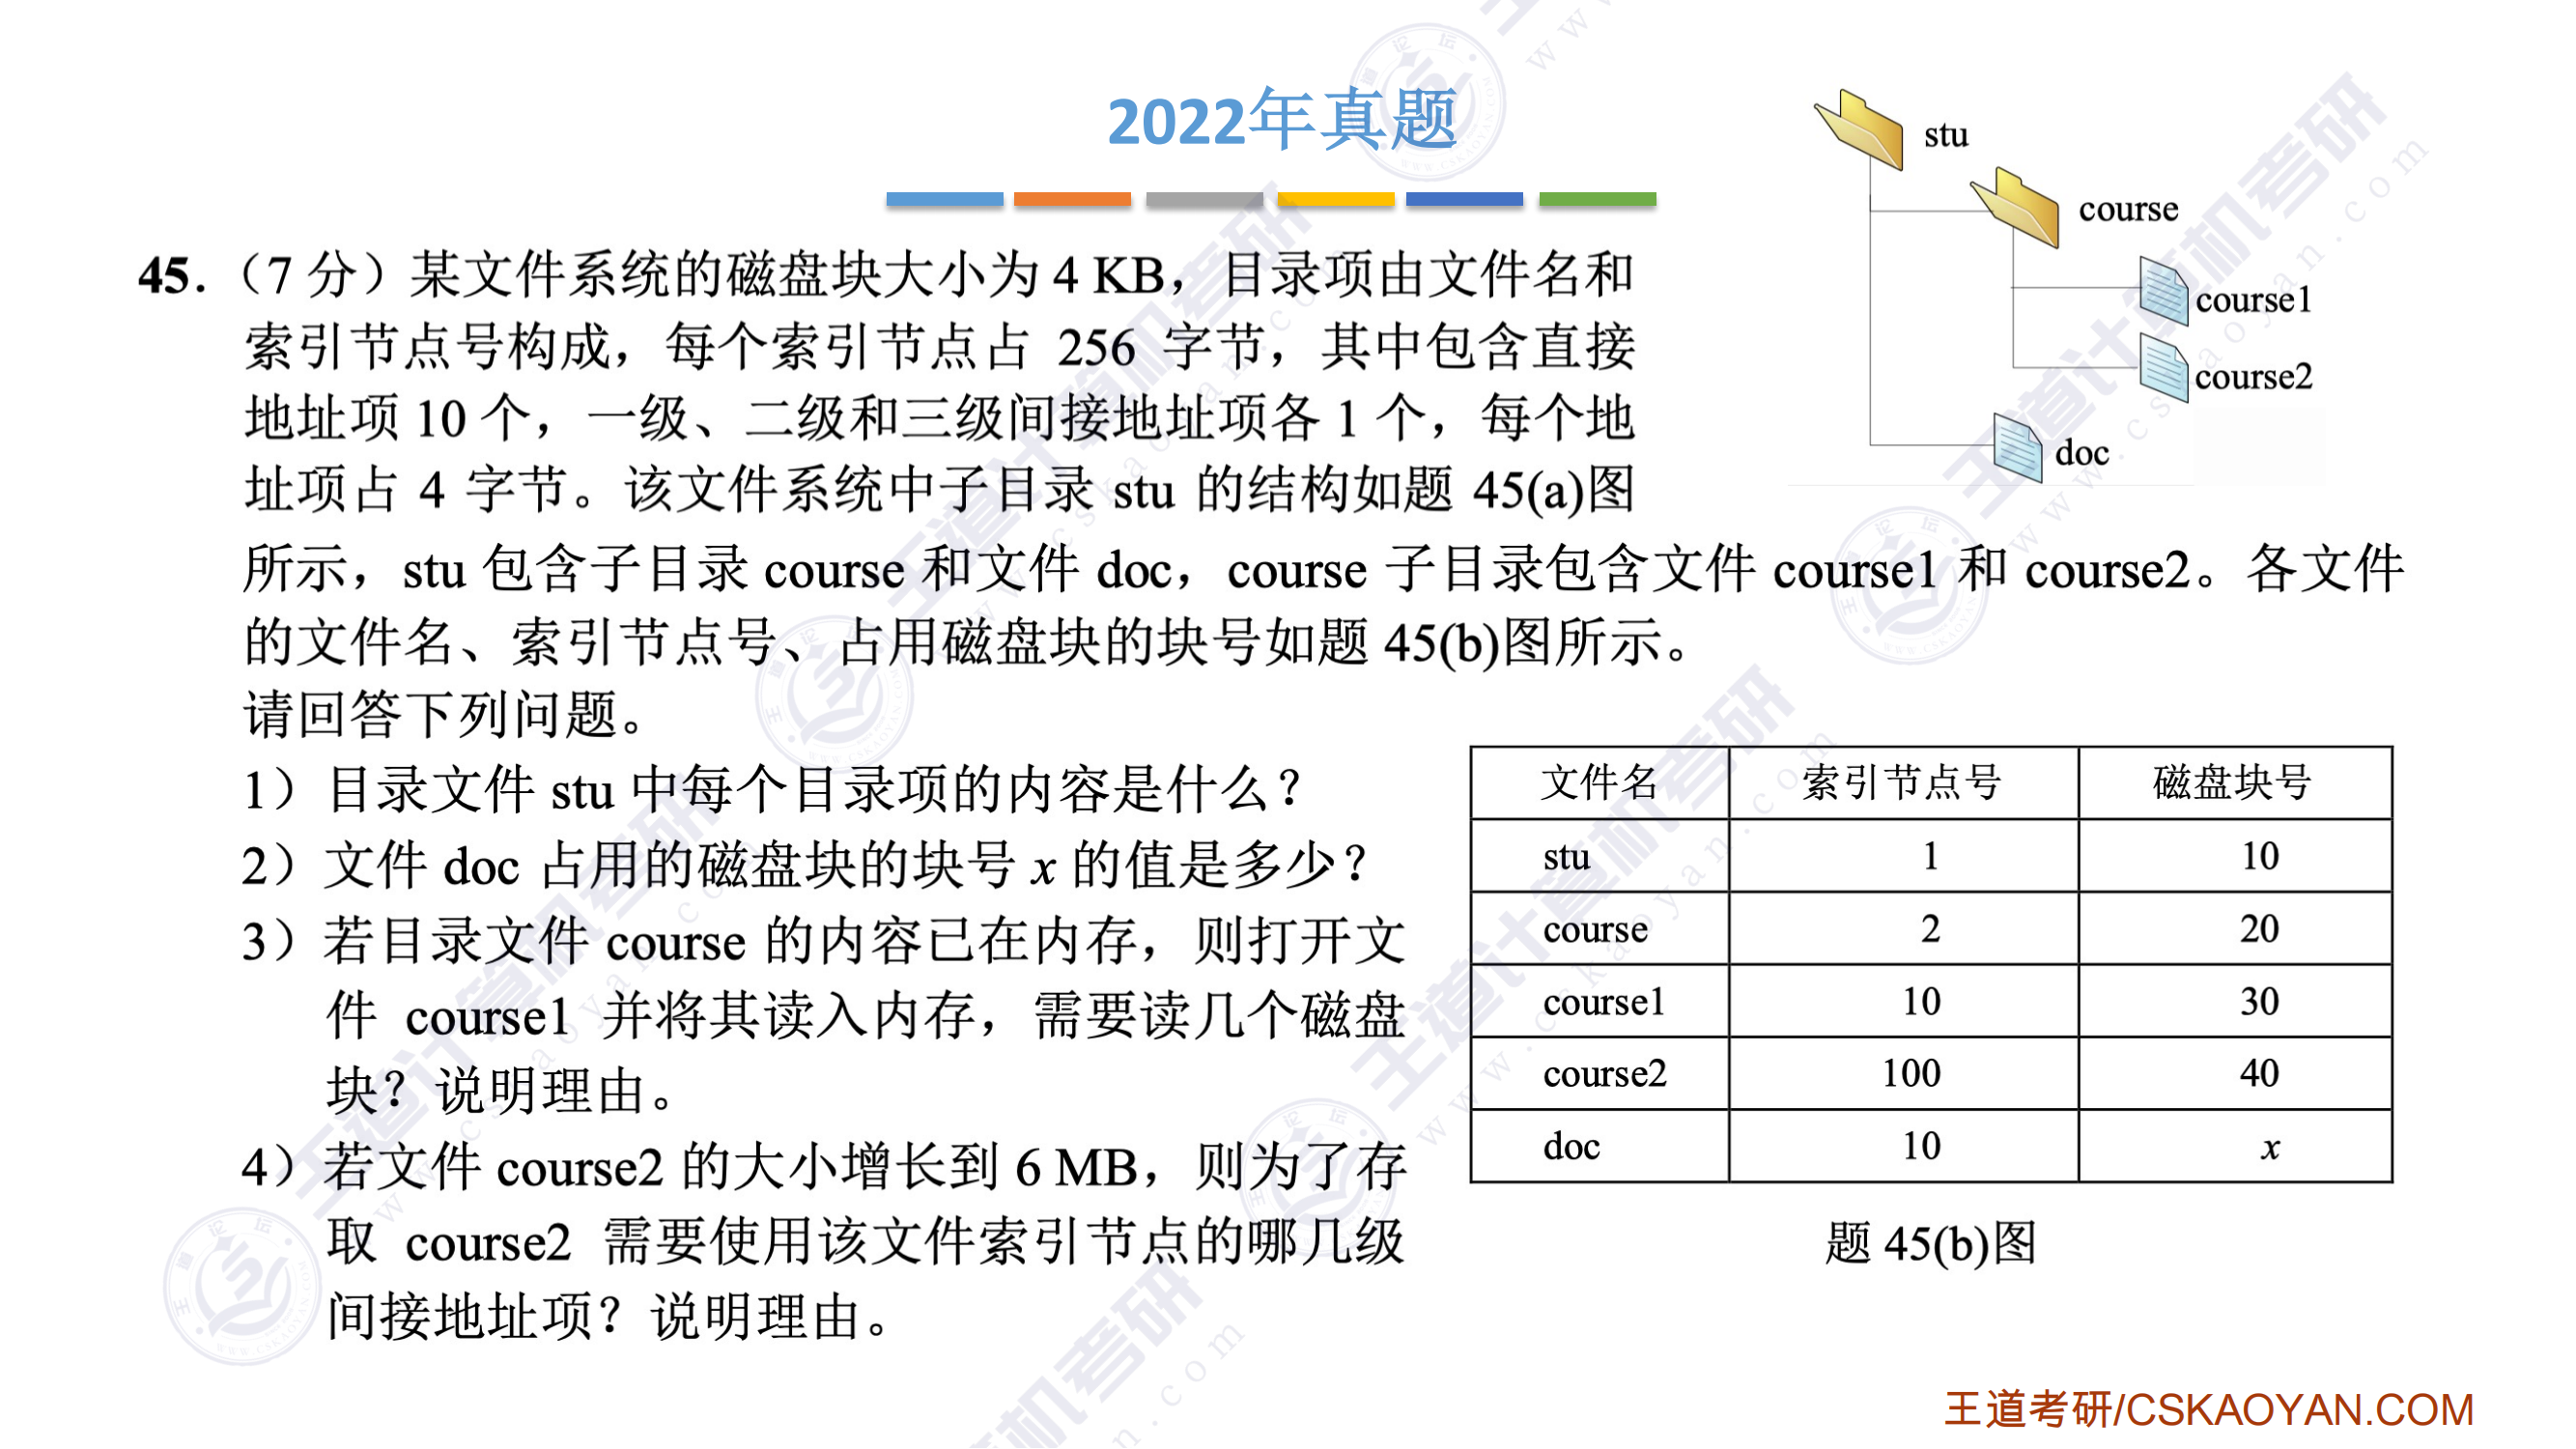 2022年真题
stu
course
course1
course2
doc
45.（7 分）某文件系统的磁盘块大小为 4 KB，目录项由文件名和
索引节点号构成，每个索引节点占 256 字节，其中包含直接
地址项 10 个，一级、二级和三级间接地址项各 1 个，每个地
址项占 4 字节。该文件系统中子目录 stu 的结构如题 45(a)图
所示，stu 包含子目录 course 和文件 doc，course 子目录包含文件 course1 和 course2。各文件
的文件名、索引节点号、占用磁盘块的块号如题 45(b)图所示。
请回答下列问题。
1）目录文件 stu 中每个目录项的内容是什么？
2）文件 doc 占用的磁盘块的块号 x 的值是多少？
3）若目录文件 course 的内容已在内存，则打开文
件 course1 并将其读入内存，需要读几个磁盘
块？说明理由。
4）若文件 course2 的大小增长到 6 MB，则为了存
取 course2 需要使用该文件索引节点的哪几级
间接地址项？说明理由。
文件名 索引节点号 磁盘块号
stu 1 10
course 2 20
course1 10 30
course2 100 40
doc 10 x
题 45(b)图
王道考研/CSKAOYAN.COM
王道计算机考研
www.cskaoyan.com